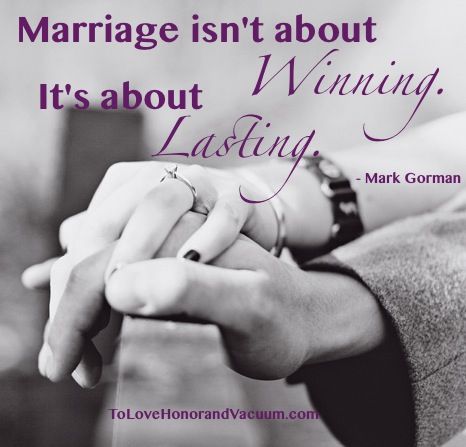 Marriage isn't about
Winning.
It's about
Lasting.
- Mark Gorman
ToLoveHonorandVacuum.com